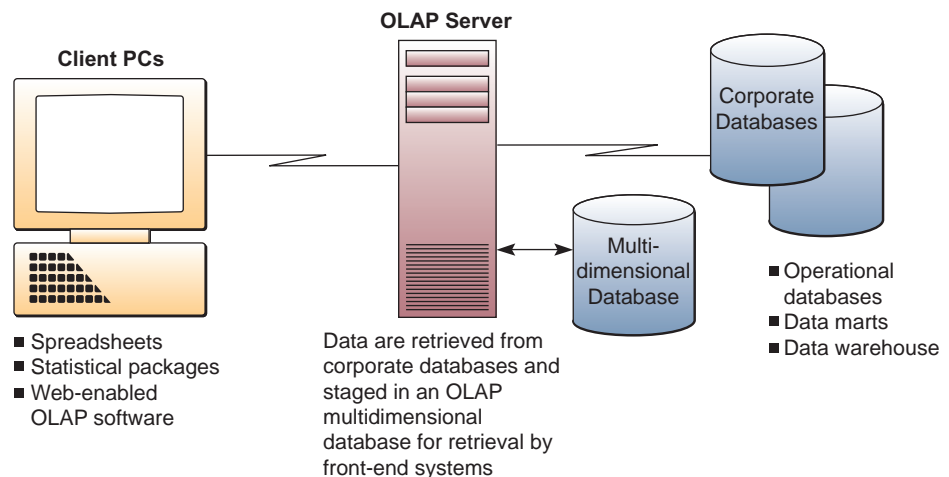 OLAP Server
Client PCs
Corporate
Databases
Multi-
dimensional
Database
■ Spreadsheets
■ Statistical packages
■ Web-enabled
OLAP software
Data are retrieved from
corporate databases and
staged in an OLAP
multidimensional
database for retrieval by
front-end systems
■ Operational
databases
■ Data marts
■ Data warehouse